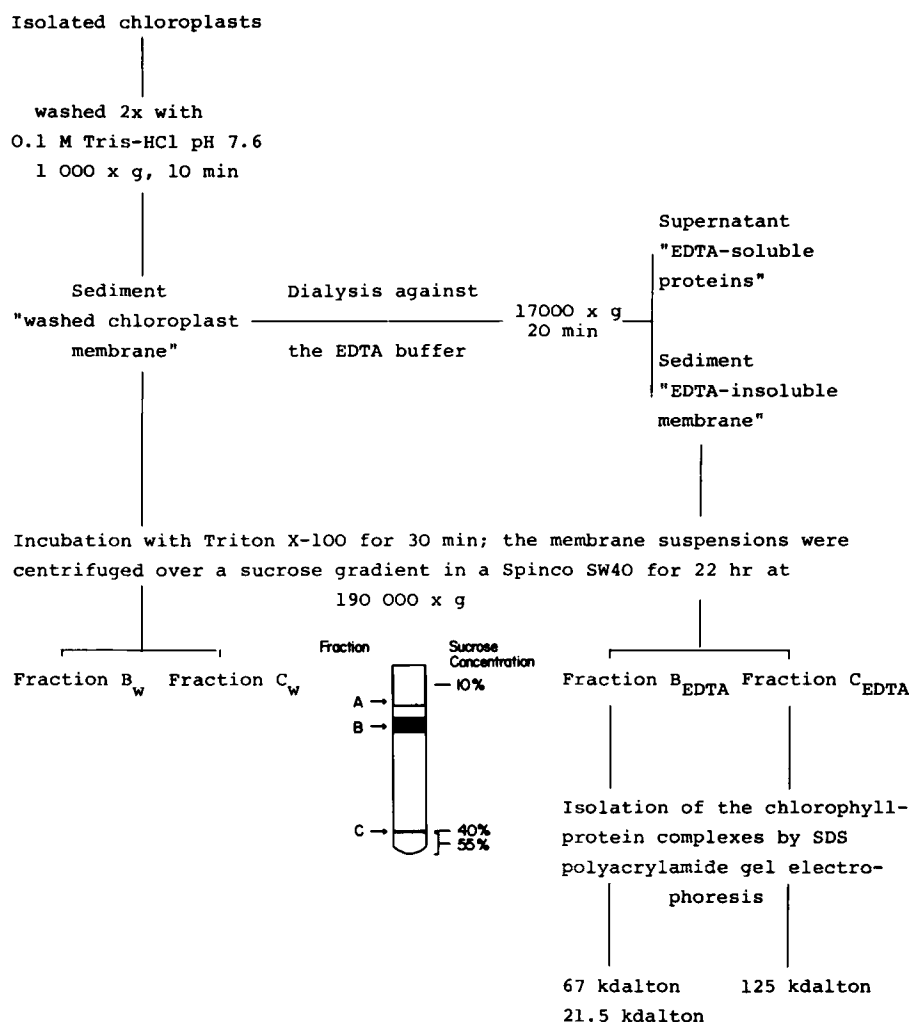 Isolated chloroplasts
washed 2x with
0.1 M Tris-HCl pH 7.6
1 000 x g, 10 min
Sediment
"washed chloroplast
membrane"
Dialysis against
the EDTA buffer
17000 x g
20 min
Supernatant
"EDTA-soluble
proteins"
Sediment
"EDTA-insoluble
membrane"
Incubation with Triton X-100 for 30 min; the membrane suspensions were
centrifuged over a sucrose gradient in a Spinco SW40 for 22 hr at
190 000 x g
Fraction Bw Fraction Cw
Fraction
Sucrose
Concentration
10%
A
B
C
40%
55%
Fraction BEDTA Fraction CEDTA
Isolation of the chlorophyll-
protein complexes by SDS
polyacrylamide gel electro-
phoresis
67 kdalton
21.5 kdalton
125 kdalton